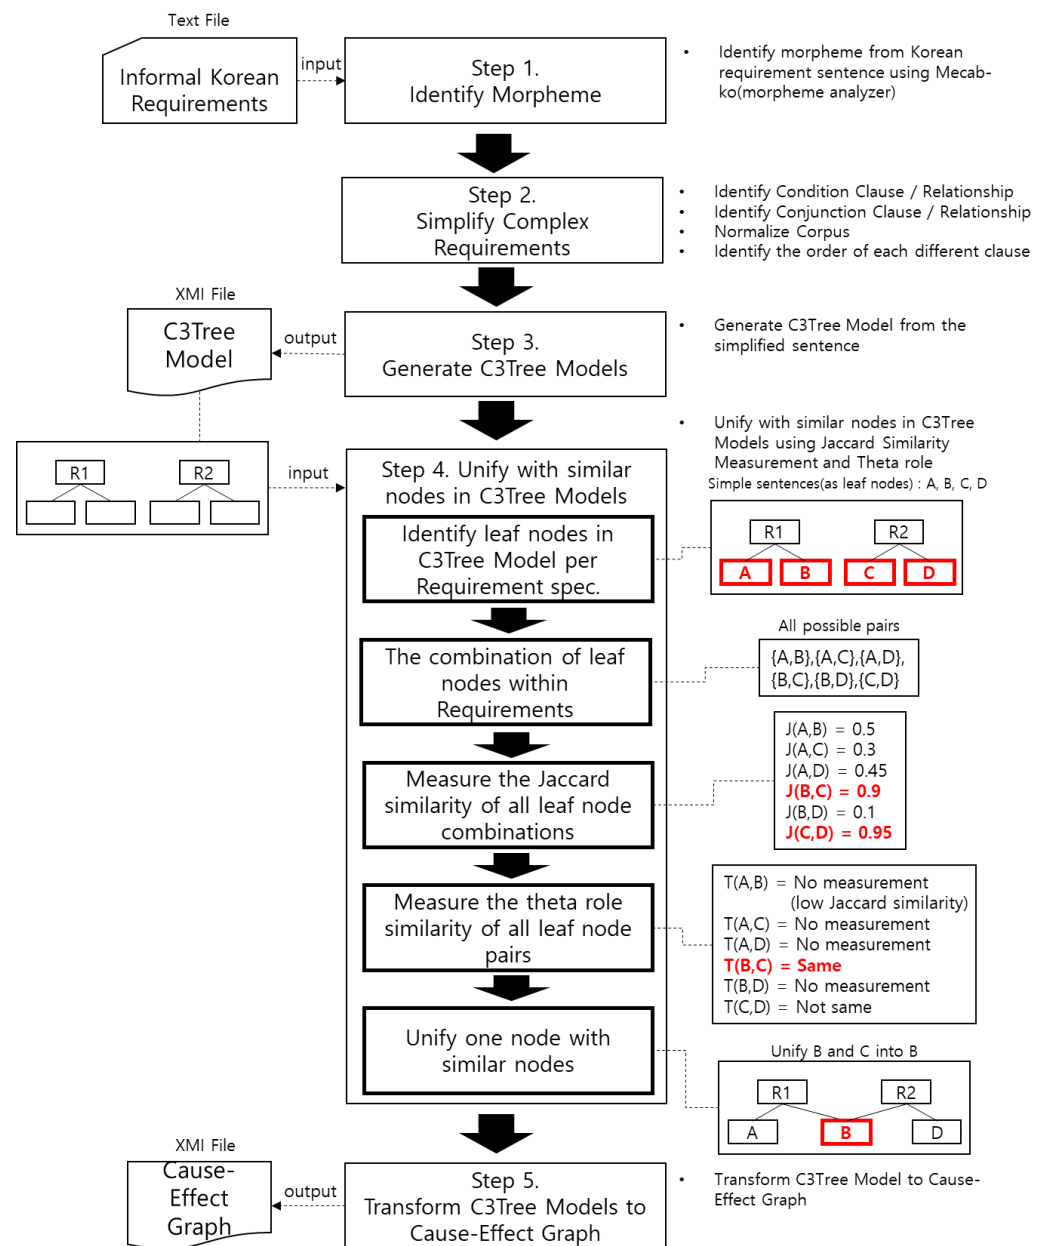 Text File
Informal Korean
Requirements
input
Step 1.
Identify Morpheme
• Identify morpheme from Korean
requirement sentence using Mecab-
ko(morpheme analyzer)
Step 2.
Simplify Complex
Requirements
• Identify Condition Clause / Relationship
• Identify Conjunction Clause / Relationship
• Normalize Corpus
• Identify the order of each different clause
XMI File
C3Tree
Model
output
Step 3.
Generate C3Tree Models
• Generate C3Tree Model from the
simplified sentence
R1 R2
input
Step 4. Unify with similar
nodes in C3Tree Models
• Unify with similar nodes in C3Tree
Models using Jaccard Similarity
Measurement and Theta role
Simple sentences(as leaf nodes) : A, B, C, D
Identify leaf nodes in
C3Tree Model per
Requirement spec.
R1 R2
A B C D
The combination of leaf
nodes within
Requirements
All possible pairs
{A,B},{A,C},{A,D},
{B,C},{B,D},{C,D}
Measure the Jaccard
similarity of all leaf node
combinations
J(A,B) = 0.5
J(A,C) = 0.3
J(A,D) = 0.45
J(B,C) = 0.9
J(B,D) = 0.1
J(C,D) = 0.95
Measure the theta role
similarity of all leaf node
pairs
T(A,B) = No measurement
(low Jaccard similarity)
T(A,C) = No measurement
T(A,D) = No measurement
T(B,C) = Same
T(B,D) = No measurement
T(C,D) = Not same
Unify one node with
similar nodes
Unify B and C into B
R1 R2
A B D
XMI File
Cause-
Effect
Graph
output
Step 5.
Transform C3Tree Models to
Cause-Effect Graph
• Transform C3Tree Model to Cause-
Effect Graph